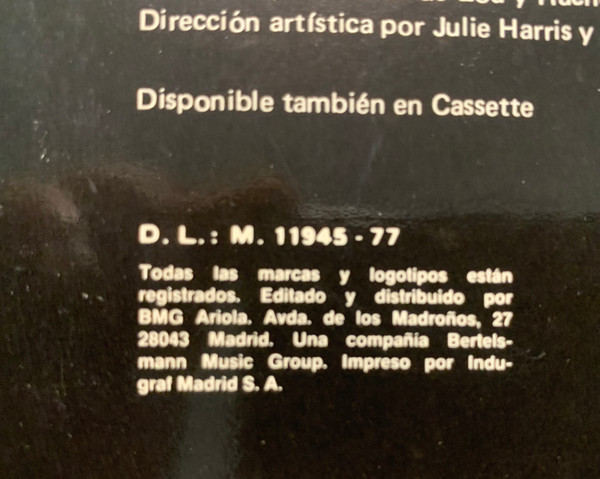 y
Dirección artística por Julie Harris y
Disponible también en Cassette
D. L.: M. 11945 - 77
Todas las marcas y logotipos están
registrados. Editado y distribuido por
BMG Ariola. Avda. de los Madroños, 27
28043 Madrid. Una compañía Bertels-
mann Music Group. Impreso por Indu-
graf Madrid S. A.